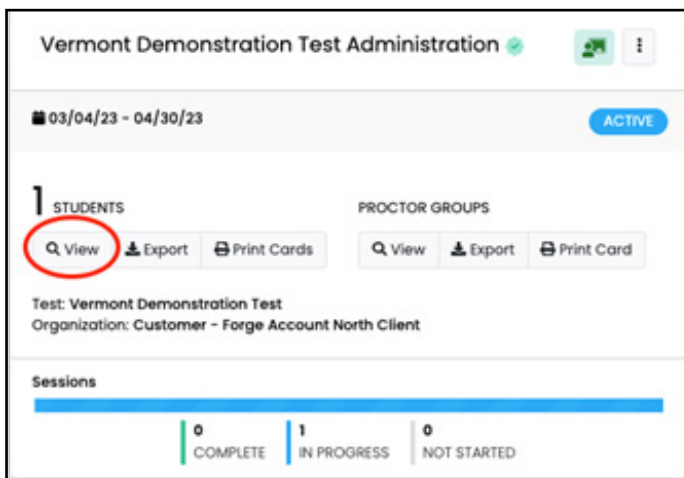 Vermont Demonstration Test Administration
03/04/23 - 04/30/23
ACTIVE
1 STUDENTS
PROCTOR GROUPS
View Export Print Cards
View Export Print Card
Test: Vermont Demonstration Test
Organization: Customer - Forge Account North Client
Sessions
0 1 0
COMPLETE IN PROGRESS NOT STARTED